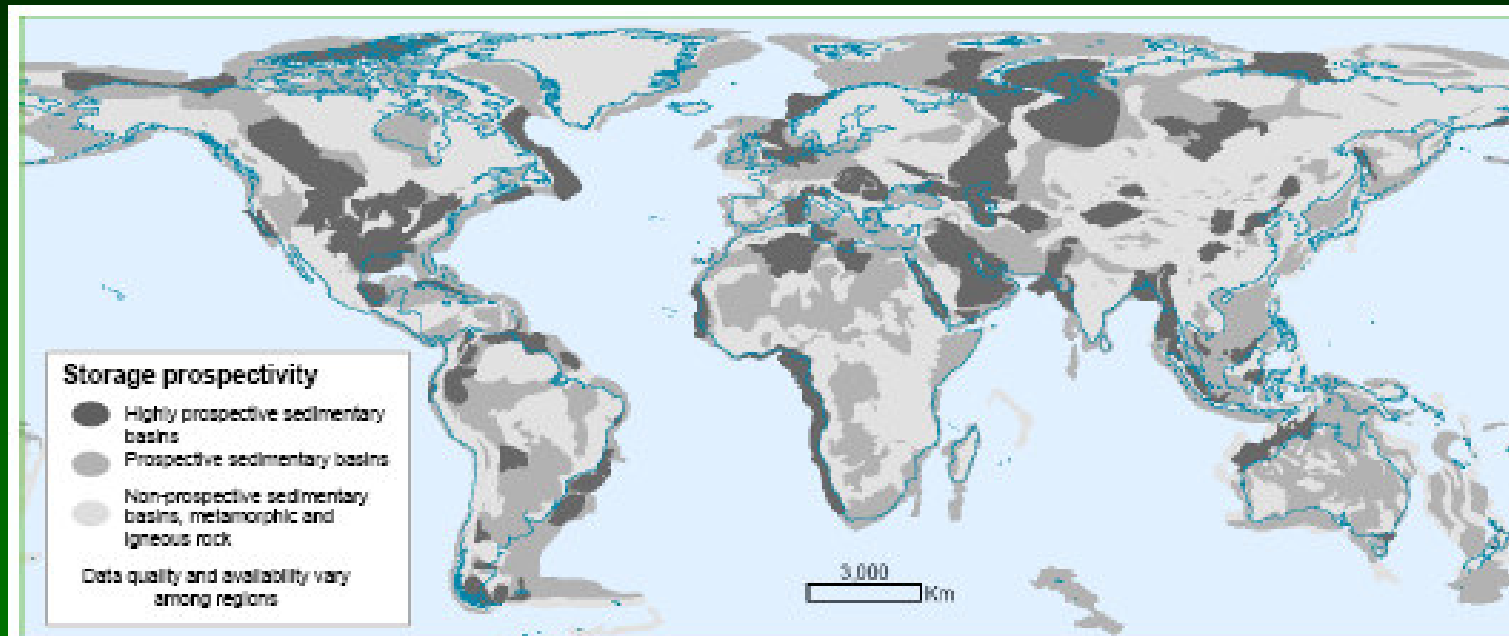 Storage prospectivity
Highly prospective sedimentary
basins
Prospective sedimentary basins
Non-prospective sedimentary
basins, metamorphic and
igneous rock
Data quality and availability vary
among regions
3,000
Km